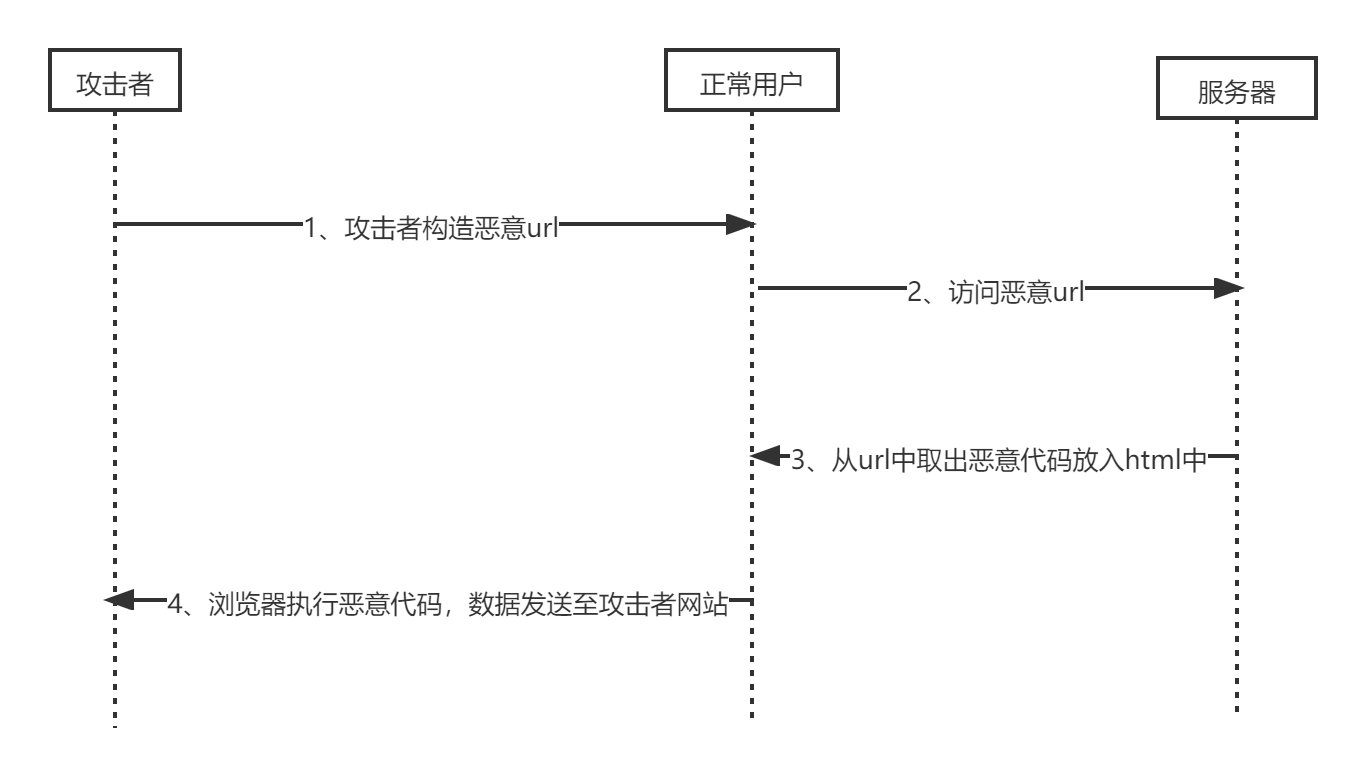 攻击者
正常用户
服务器
1、攻击者构造恶意url
2、访问恶意url
3、从url中取出恶意代码放入html中
4、浏览器执行恶意代码，数据发送至攻击者网站